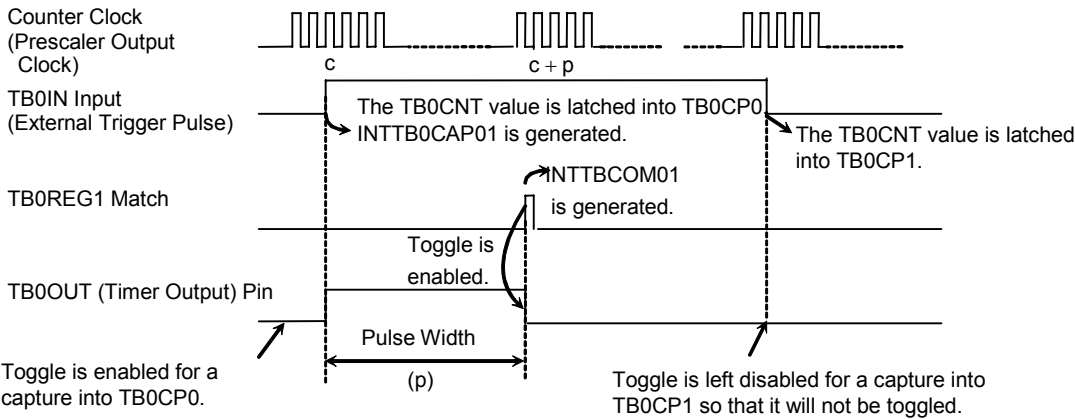 Counter Clock
(Prescaler Output
Clock)
c
c + p
TB0IN Input
(External Trigger Pulse)
The TB0CNT value is latched into TB0CP0
INTTB0CAP01 is generated.
The TB0CNT value is latched
into TB0CP1.
TB0REG1 Match
INTTBCOM01
is generated.
Toggle is
enabled.
TB0OUT (Timer Output) Pin
Pulse Width
(p)
Toggle is enabled for a
capture into TB0CP0.
Toggle is left disabled for a capture into
TB0CP1 so that it will not be toggled.